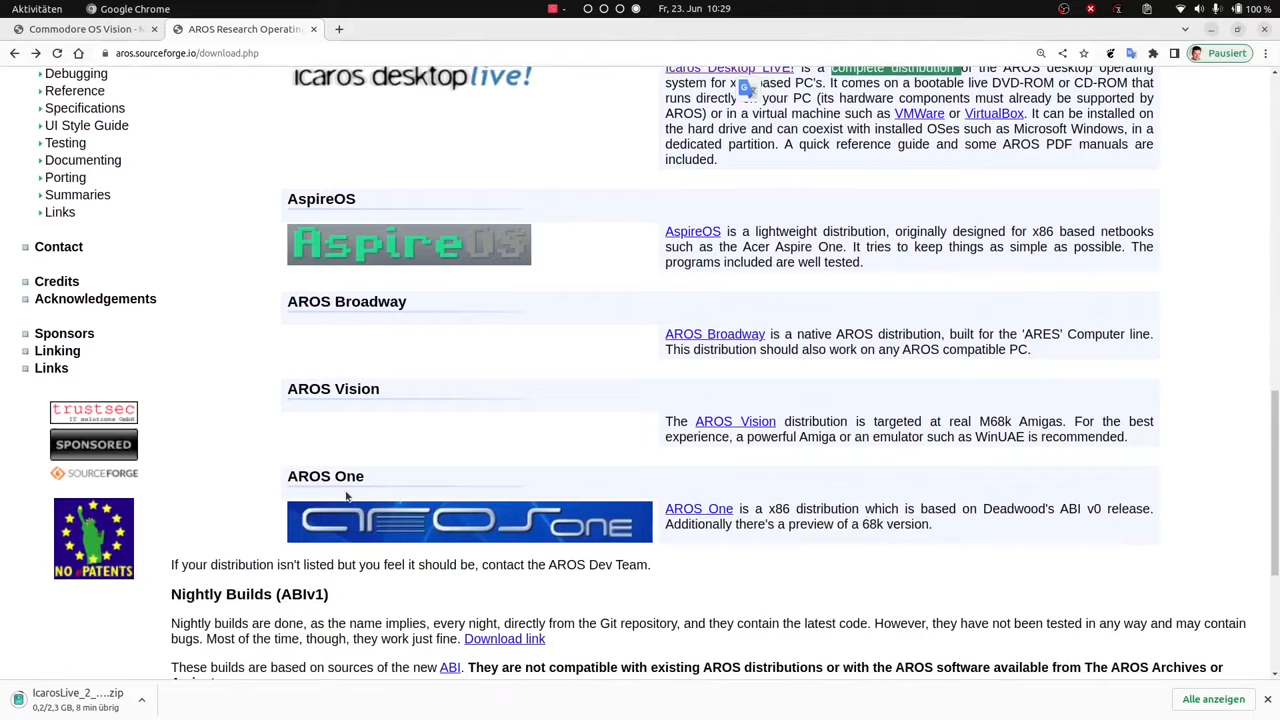 Aktivitäten
Google Chrome
Fr, 23. Jun 10:29
100 %
Commodore OS Vision - M
AROS Research Operatin
aros.sourceforge.io/download.php
Pausiert
Debugging
Reference
Specifications
UI Style Guide
Testing
Documenting
Porting
Summaries
Links
Contact
Credits
Acknowledgements
Sponsors
Linking
Links
trustsec
IT solutions GmbH
SPONSORED
SOURCEFORGE
NO ePATENTS
icaros desktop live!
Icaros Desktop LIVE! is a complete distribution of the AROS desktop operating
system for x based PC's. It comes on a bootable live DVD-ROM or CD-ROM that
runs directly your PC (its hardware components must already be supported by
AROS) or in a virtual machine such as VMWare or VirtualBox. It can be installed on
the hard drive and can coexist with installed OSes such as Microsoft Windows, in a
dedicated partition. A quick reference guide and some AROS PDF manuals are
included.
AspireOS
AspireOS
AspireOS is a lightweight distribution, originally designed for x86 based netbooks
such as the Acer Aspire One. It tries to keep things as simple as possible. The
programs included are well tested.
AROS Broadway
AROS Broadway is a native AROS distribution, built for the 'ARES' Computer line.
This distribution should also work on any AROS compatible PC.
AROS Vision
The AROS Vision distribution is targeted at real M68k Amigas. For the best
experience, a powerful Amiga or an emulator such as WinUAE is recommended.
AROS One
AROS ONE
AROS One is a x86 distribution which is based on Deadwood's ABI v0 release.
Additionally there's a preview of a 68k version.
If your distribution isn't listed but you feel it should be, contact the AROS Dev Team.
Nightly Builds (ABIv1)
Nightly builds are done, as the name implies, every night, directly from the Git repository, and they contain the latest code. However, they have not been tested in any way and may contain
bugs. Most of the time, though, they work just fine. Download link
These builds are based on sources of the new ABI. They are not compatible with existing AROS distributions or with the AROS software available from The AROS Archives or
IcarosLive_2_....zip
0,2/2,3 GB, 8 min übrig
Alle anzeigen